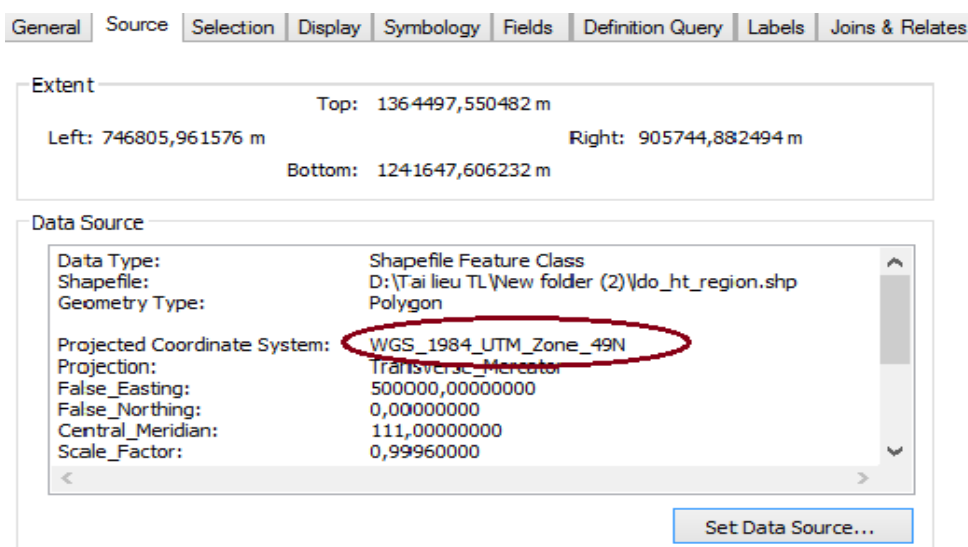 General Source Selection Display Symbology Fields Definition Query Labels Joins & Relates
Extent
Top: 1364497,550482 m
Left: 746805,961576 m Right: 905744,882494 m
Bottom: 1241647,606232 m
Data Source
Data Type: Shapefile Feature Class
Shapefile: D:\Tai lieu TL\New folder (2)\ldo_ht_region.shp
Geometry Type: Polygon
Projected Coordinate System: WGS_1984_UTM_Zone_49N
Projection: Transverse_Mercator
False_Easting: 500000,00000000
False_Northing: 0,00000000
Central_Meridian: 111,00000000
Scale_Factor: 0,99960000
Set Data Source...